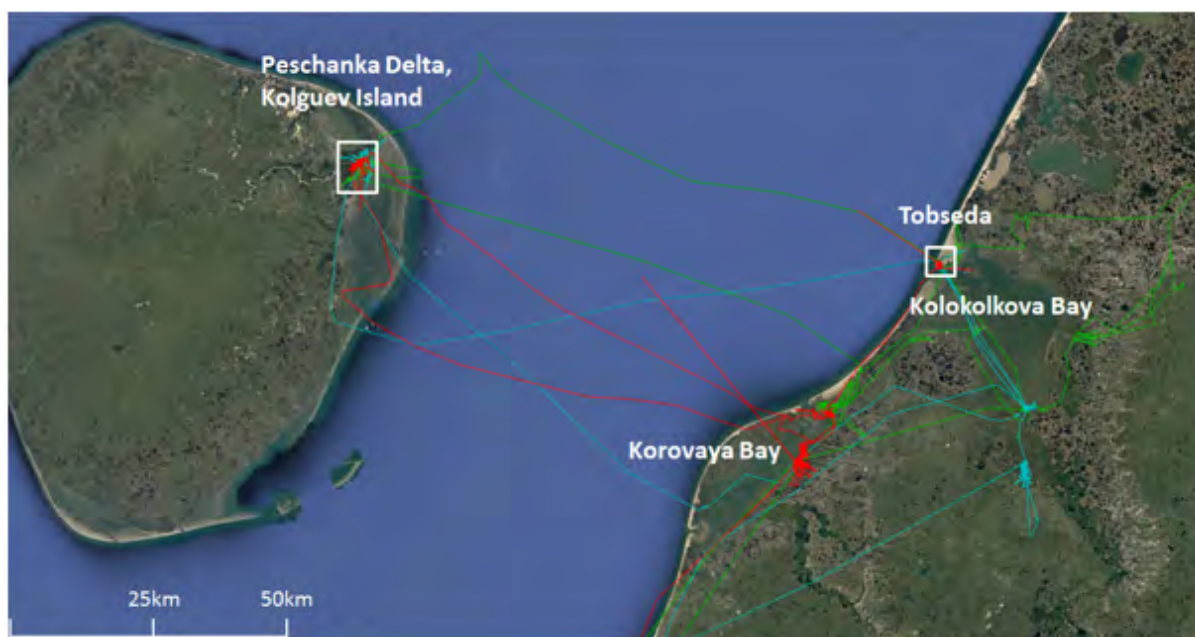 Peschanka Delta,
Kolguev Island
Tobseda
Kolokolkova Bay
Korovaya Bay
25km
50km